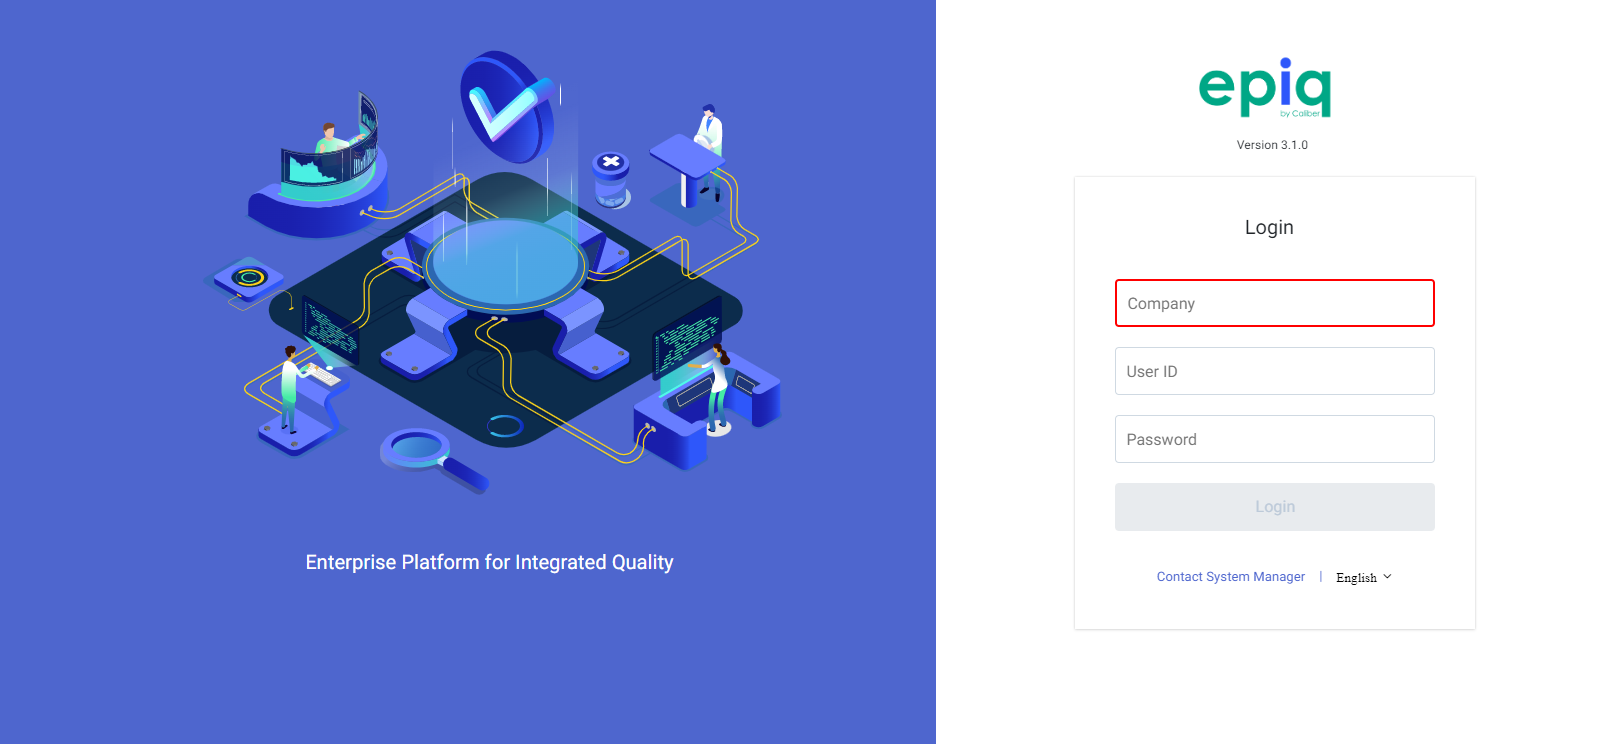 Enterprise Platform for Integrated Quality
epiq
by Caliber
Version 3.1.0
Login
Company
User ID
Password
Login
Contact System Manager | English